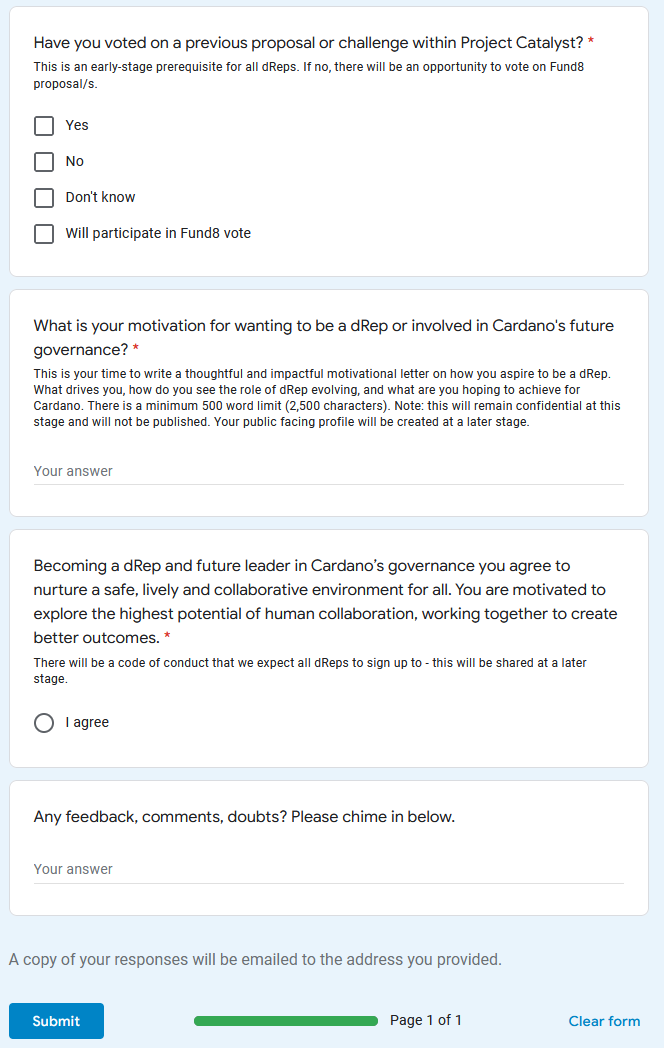 Have you voted on a previous proposal or challenge within Project Catalyst? *
This is an early-stage prerequisite for all dReps. If no, there will be an opportunity to vote on Fund8
proposal/s.
Yes
No
Don't know
Will participate in Fund8 vote
What is your motivation for wanting to be a dRep or involved in Cardano's future
governance? *
This is your time to write a thoughtful and impactful motivational letter on how you aspire to be a dRep.
What drives you, how do you see the role of dRep evolving, and what are you hoping to achieve for
Cardano. There is a minimum 500 word limit (2,500 characters). Note: this will remain confidential at this
stage and will not be published. Your public facing profile will be created at a later stage.
Your answer
Becoming a dRep and future leader in Cardano’s governance you agree to
nurture a safe, lively and collaborative environment for all. You are motivated to
explore the highest potential of human collaboration, working together to create
better outcomes. *
There will be a code of conduct that we expect all dReps to sign up to - this will be shared at a later
stage.
I agree
Any feedback, comments, doubts? Please chime in below.
Your answer
A copy of your responses will be emailed to the address you provided.
Submit
Page 1 of 1
Clear form